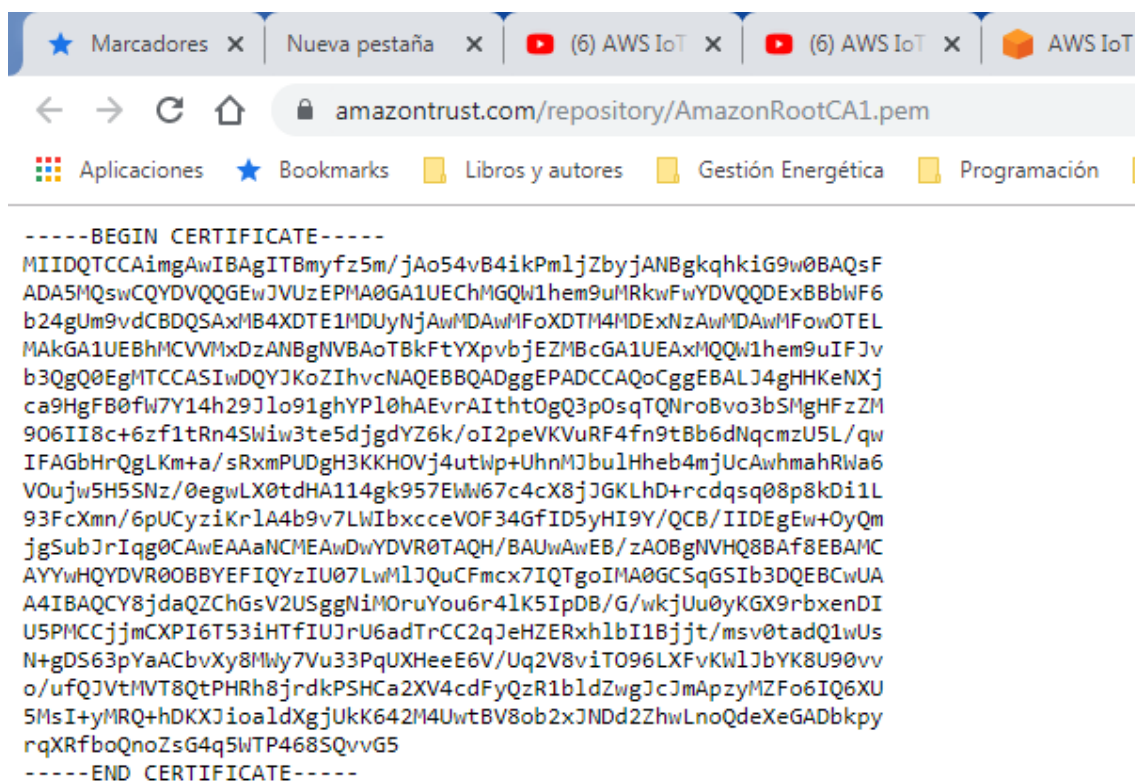 Marcadores
Nueva pestaña
(6) AWS IoT
(6) AWS IoT
AWS IoT
amazontrust.com/repository/AmazonRootCA1.pem
Aplicaciones
Bookmarks
Libros y autores
Gestión Energética
Programación
-----BEGIN CERTIFICATE-----
MIIDQTCCAimgAwIBAgITBmyfz5m/jAo54vB4ikPmljZbyjANBgkqhkiG9w0BAQsF
ADA5MQswCQYDVQQGEwJVUzEPMA0GA1UEChMGQW1hem9uMRkwFwYDVQQDExBBbWF6
b24gUm9vdCBDQSAxMB4XDTE1MDUyNjAwMDAwMFoXDTM4MDExNzAwMDAwMFowOTEL
MAkGA1UEBhMCVVMxDzANBgNVBAoTBkFtYXpvbjEZMBcGA1UEAxMQQW1hem9uIFJv
b3QgQ0EgMTCCASIwDQYJKoZIhvcNAQEBBQADggEPADCCAQoCggEBALJ4gHHKeNXj
ca9HgFB0fW7Y14h29Jlo91ghYPl0hAEvrAIthtOgQ3pOsqTQNroBvo3bSMgHFzZM
9O6II8c+6zf1tRn4SWiw3te5djgdYZ6k/oI2peVKVuRF4fn9tBb6dNqcmzU5L/qw
IFAGbHrQgLKm+a/sRxmPUDgH3KKHOVj4utWp+UhnMJbulHheb4mjUcAwhmahRWa6
VOujw5H5SNz/0egwLX0tdHA114gk957EWW67c4cX8jJGKLhD+rcdqsq08p8kDi1L
93FcXmn/6pUCyziKrlA4b9v7LWIbxcceVOF34GfID5yHI9Y/QCB/IIDEgEw+OyQm
jgSubJrIqg0CAwEAAaNCMEAwDwYDVR0TAQH/BAUwAwEB/zAOBgNVHQ8BAf8EBAMC
AYYwHQYDVR0OBBYEFIQYzIU07LwMlJQuCFmcx7IQTgoIMA0GCSqGSIb3DQEBCwUA
A4IBAQCY8jdaQZChGsV2USggNiMOruYou6r4lK5IpDB/G/wkjUu0yKGX9rbxenDI
U5PMCCjjmCXPI6T53iHTfIUJrU6adTrCC2qJeHZERxhlbI1Bjjt/msv0tadQ1wUs
N+gDS63pYaACbvXy8MWy7Vu33PqUXHeeE6V/Uq2V8viTO96LXFvKWlJbYK8U90vv
o/ufQJVtMVT8QtPHRh8jrdkPSHCa2XV4cdFyQzR1bldZwgJcJmApzyMZFo6IQ6XU
5MsI+yMRQ+hDKXJioaldXgjUkK642M4UwtBV8ob2xJNDd2ZhwLnoQdeXeGADbkpy
rqXRfboQnoZsG4q5WTP468SQvvG5
-----END CERTIFICATE-----